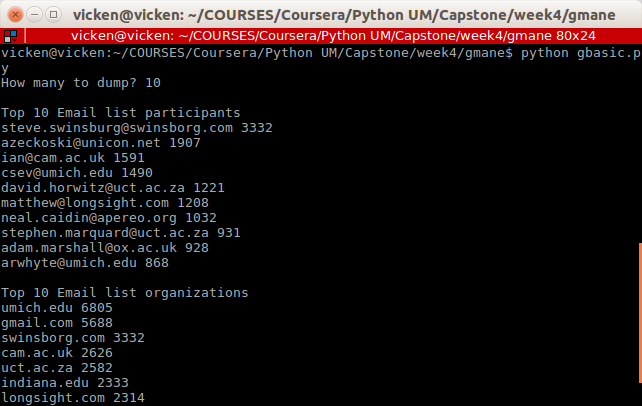 vicken@vicken: ~/COURSES/Coursera/Python UM/Capstone/week4/gmane
vicken@vicken: ~/COURSES/Coursera/Python UM/Capstone/week4/gmane 80x24
vicken@vicken:~/COURSES/Coursera/Python UM/Capstone/week4/gmane$ python gbasic.p
y
How many to dump? 10
Top 10 Email list participants
steve.swinsburg@swinsborg.com 3332
azeckoski@unicon.net 1907
ian@cam.ac.uk 1591
csev@umich.edu 1490
david.horwitz@uct.ac.za 1221
matthew@longsight.com 1208
neal.caidin@apereo.org 1032
stephen.marquard@uct.ac.za 931
adam.marshall@ox.ac.uk 928
arwhyte@umich.edu 868
Top 10 Email list organizations
umich.edu 6805
gmail.com 5688
swinsborg.com 3332
cam.ac.uk 2626
uct.ac.za 2582
indiana.edu 2333
longsight.com 2314